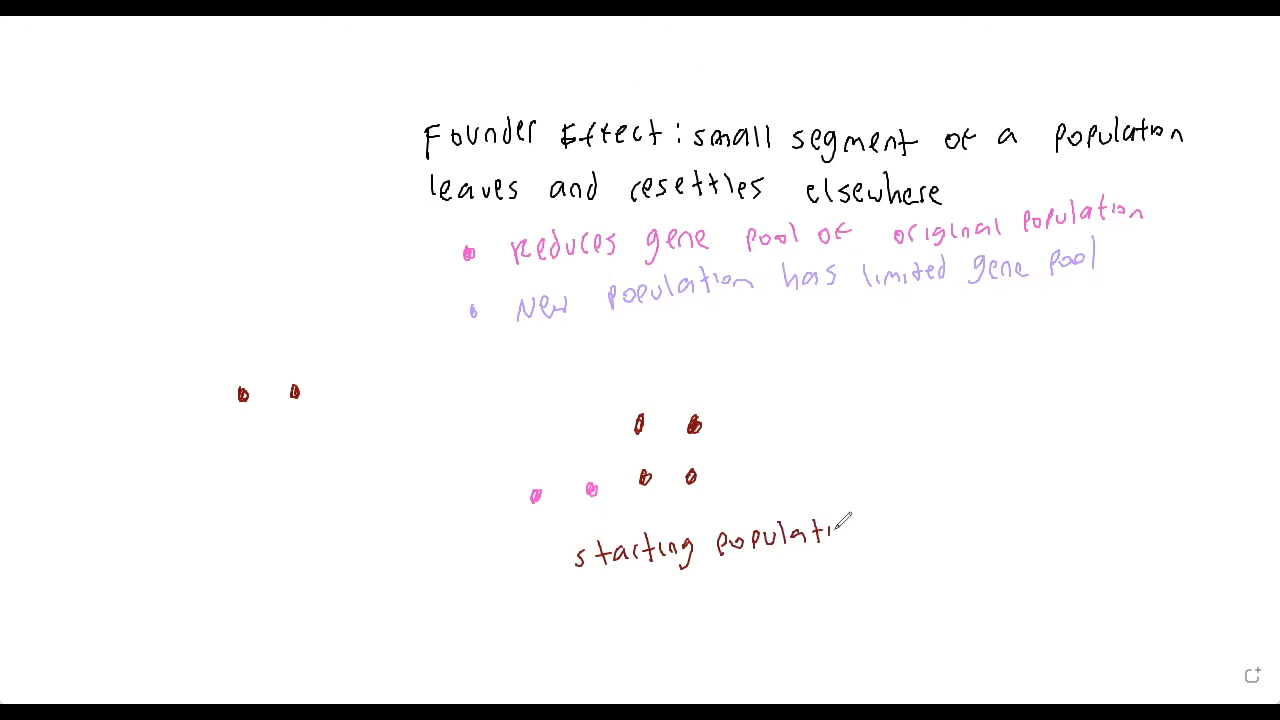 Founder Effect: small segment of a population
leaves and resettles elsewhere
• Reduces gene pool of original population
• New population has limited gene pool
starting populati